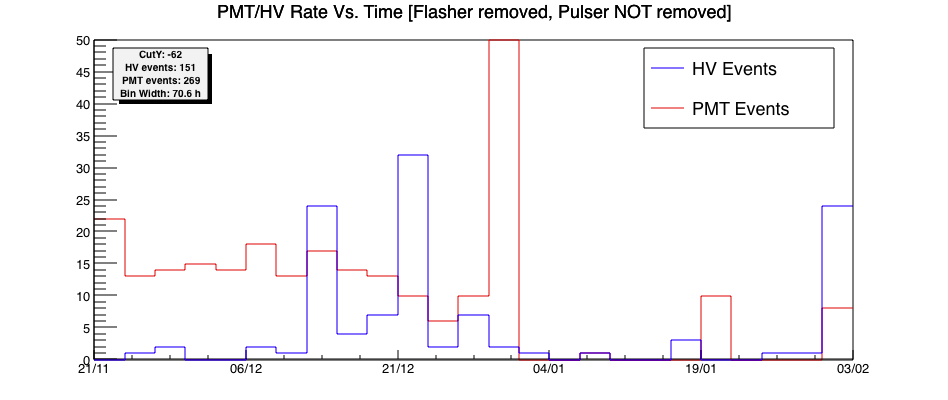 PMT/HV Rate Vs. Time [Flasher removed, Pulser NOT removed]
CutY: -62
HV events: 151
PMT events: 269
Bin Width: 70.6 h
HV Events
PMT Events
50
45
40
35
30
25
20
15
10
5
0
21/11 06/12 21/12 04/01 19/01 03/02